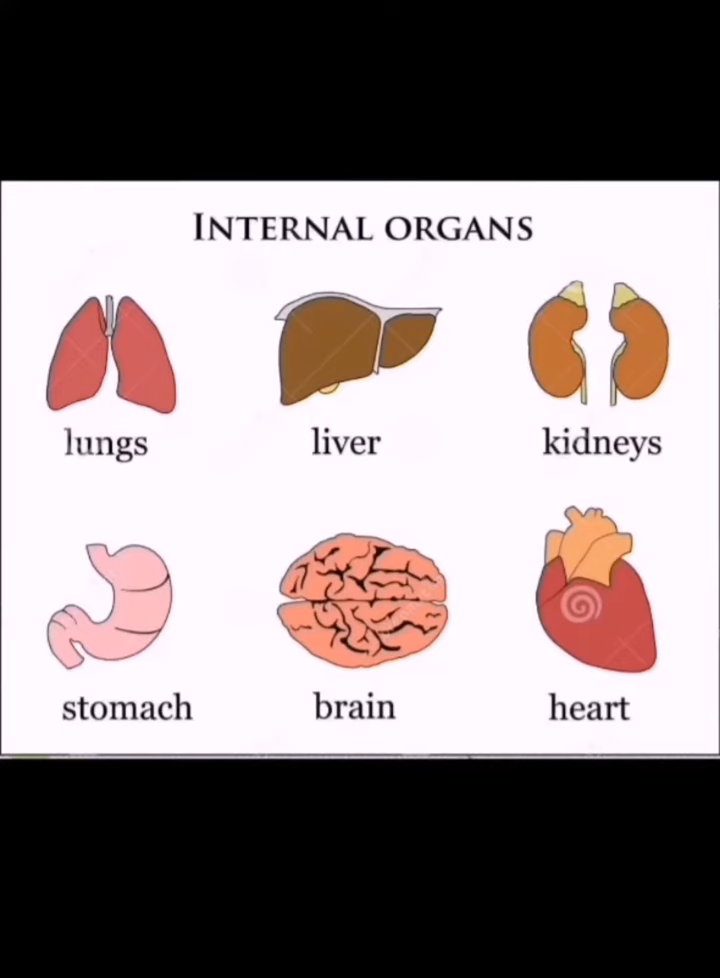 INTERNAL ORGANS
lungs liver kidneys
stomach brain heart